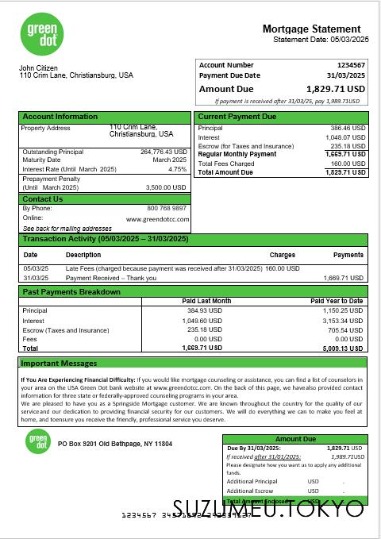 green
dot
Mortgage Statement
Statement Date: 05/03/2025
John Citizen
110 Crim Lane, Christiansburg, USA
Account Number 1234567
Payment Due Date 31/03/2025
Amount Due 1,829.71 USD
If payment is received after 31/03/25, pay 1,989.71USD
Account Information
Property Address 110 Crim Lane,
Christiansburg, USA
Outstanding Principal 264,776.43 USD
Maturity Date March 2025
Interest Rate (Until March 2025) 4.75%
Prepayment Penalty
(Until March 2025) 3,500.00 USD
Current Payment Due
Principal 386.46 USD
Interest 1,048.07 USD
Escrow (for Taxes and Insurance) 235.18 USD
Regular Monthly Payment 1,669.71 USD
Total Fees Charged 160.00 USD
Total Amount Due 1,829.71 USD
Contact Us
By Phone: 800 768 9897
Online: www.greendotcc.com
See back for mailing addresses
Transaction Activity (05/03/2025 – 31/03/2025)
Date Description Charges Payments
05/03/25 Late Fees (charged because payment was received after 31/03/2025) 160.00 USD
31/03/25 Payment Received – Thank you 1,669.71 USD
Past Payments Breakdown
Paid Last Month Paid Year to Date
Principal 384.93 USD 1,150.25 USD
Interest 1,049.60 USD 3,153.34 USD
Escrow (Taxes and Insurance) 235.18 USD 705.54 USD
Fees 0.00 USD 0.00 USD
Total 1,669.71 USD 5,009.13 USD
Important Messages
If You Are Experiencing Financial Difficulty: If you would like mortgage counseling or assistance, you can find a list of counselors in
your area on the USA Green Dot bank website at www.greendotcc.com. On the back of this page, we havealso provided contact
information for three state or federally-approved counseling programs in your area.
We are pleased to have you as a Springside Mortgage customer. We are known throughout the country for the quality of our
serviceand our dedication to providing financial security for our customers. We will do everything we can to make you feel at
home, and toensure you receive the friendly, professional service you deserve.
green
dot
PO Box 9201 Old Bethpage, NY 11804
Amount Due
Due By 31/03/2025: 1,829.71 USD
If received after 31/01/2025: 1,989.71USD
Please designate how you want us to apply any additional
funds.
Additional Principal USD .
Additional Escrow USD .
Total Amount Enclosed USD
SUZUMEU.TOKYO
1234567